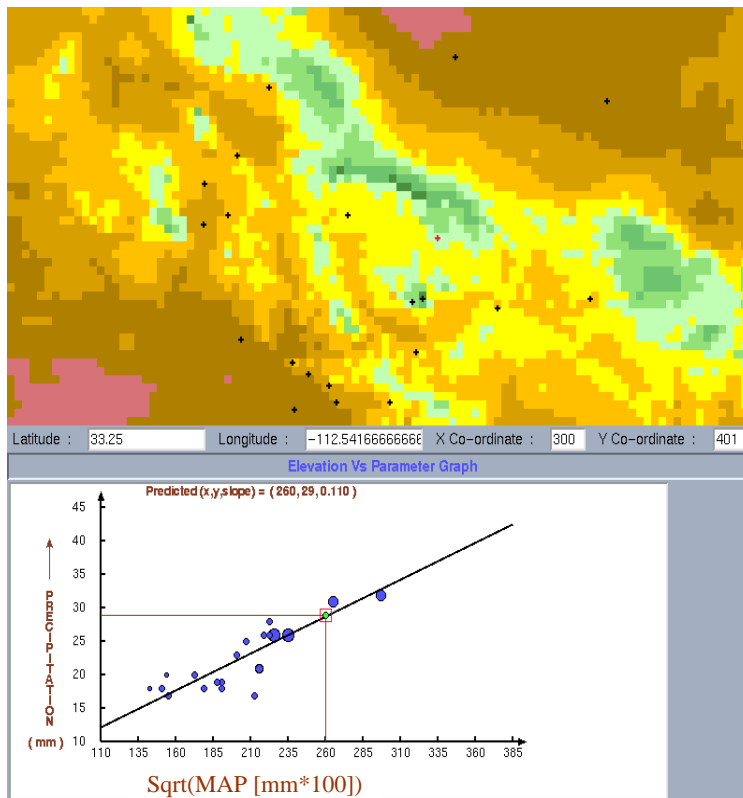 Latitude : 33.25 Longitude : -112.54166666666 X Co-ordinate : 300 Y Co-ordinate : 401
Elevation Vs Parameter Graph
Predicted (x,y,slope) = ( 260, 29, 0.110 )
45
40
35
30
25
20
15
10
PRECIPITATION
( mm )
110 135 160 185 210 235 260 285 310 335 360 385
Sqrt(MAP [mm*100])